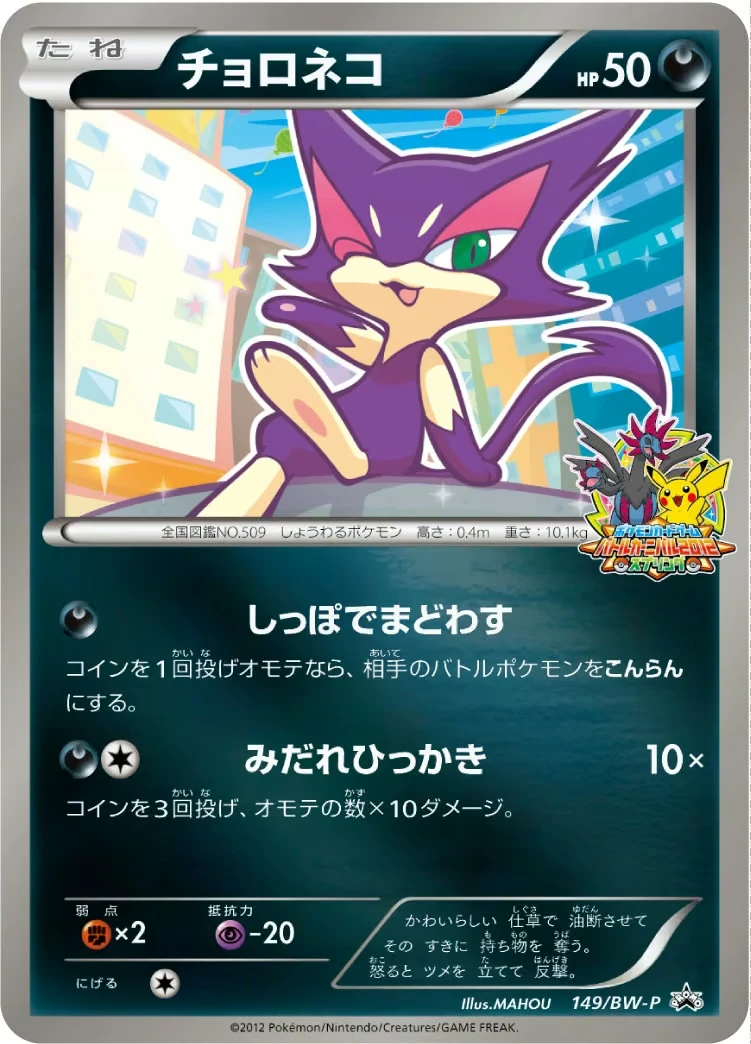 たね
チョロネコ
HP50
ポケモンカードゲーム
バトルカーニバル2012
スプリング
全国図鑑NO.509 しょうわるポケモン 高さ：0.4m 重さ：10.1kg
しっぽでまどわす
コインを1回投げオモテなら、相手のバトルポケモンをこんらん
にする。
みだれひっかき 10×
コインを3回投げ、オモテの数×10ダメージ。
弱点 抵抗力
×2 -20
にげる
かわいらしい 仕草で 油断させて
その すきに 持ち物を 奪う。
怒ると ツメを 立てて 反撃。
Illus.MAHOU 149/BW-P PROMO
©2012 Pokémon/Nintendo/Creatures/GAME FREAK.